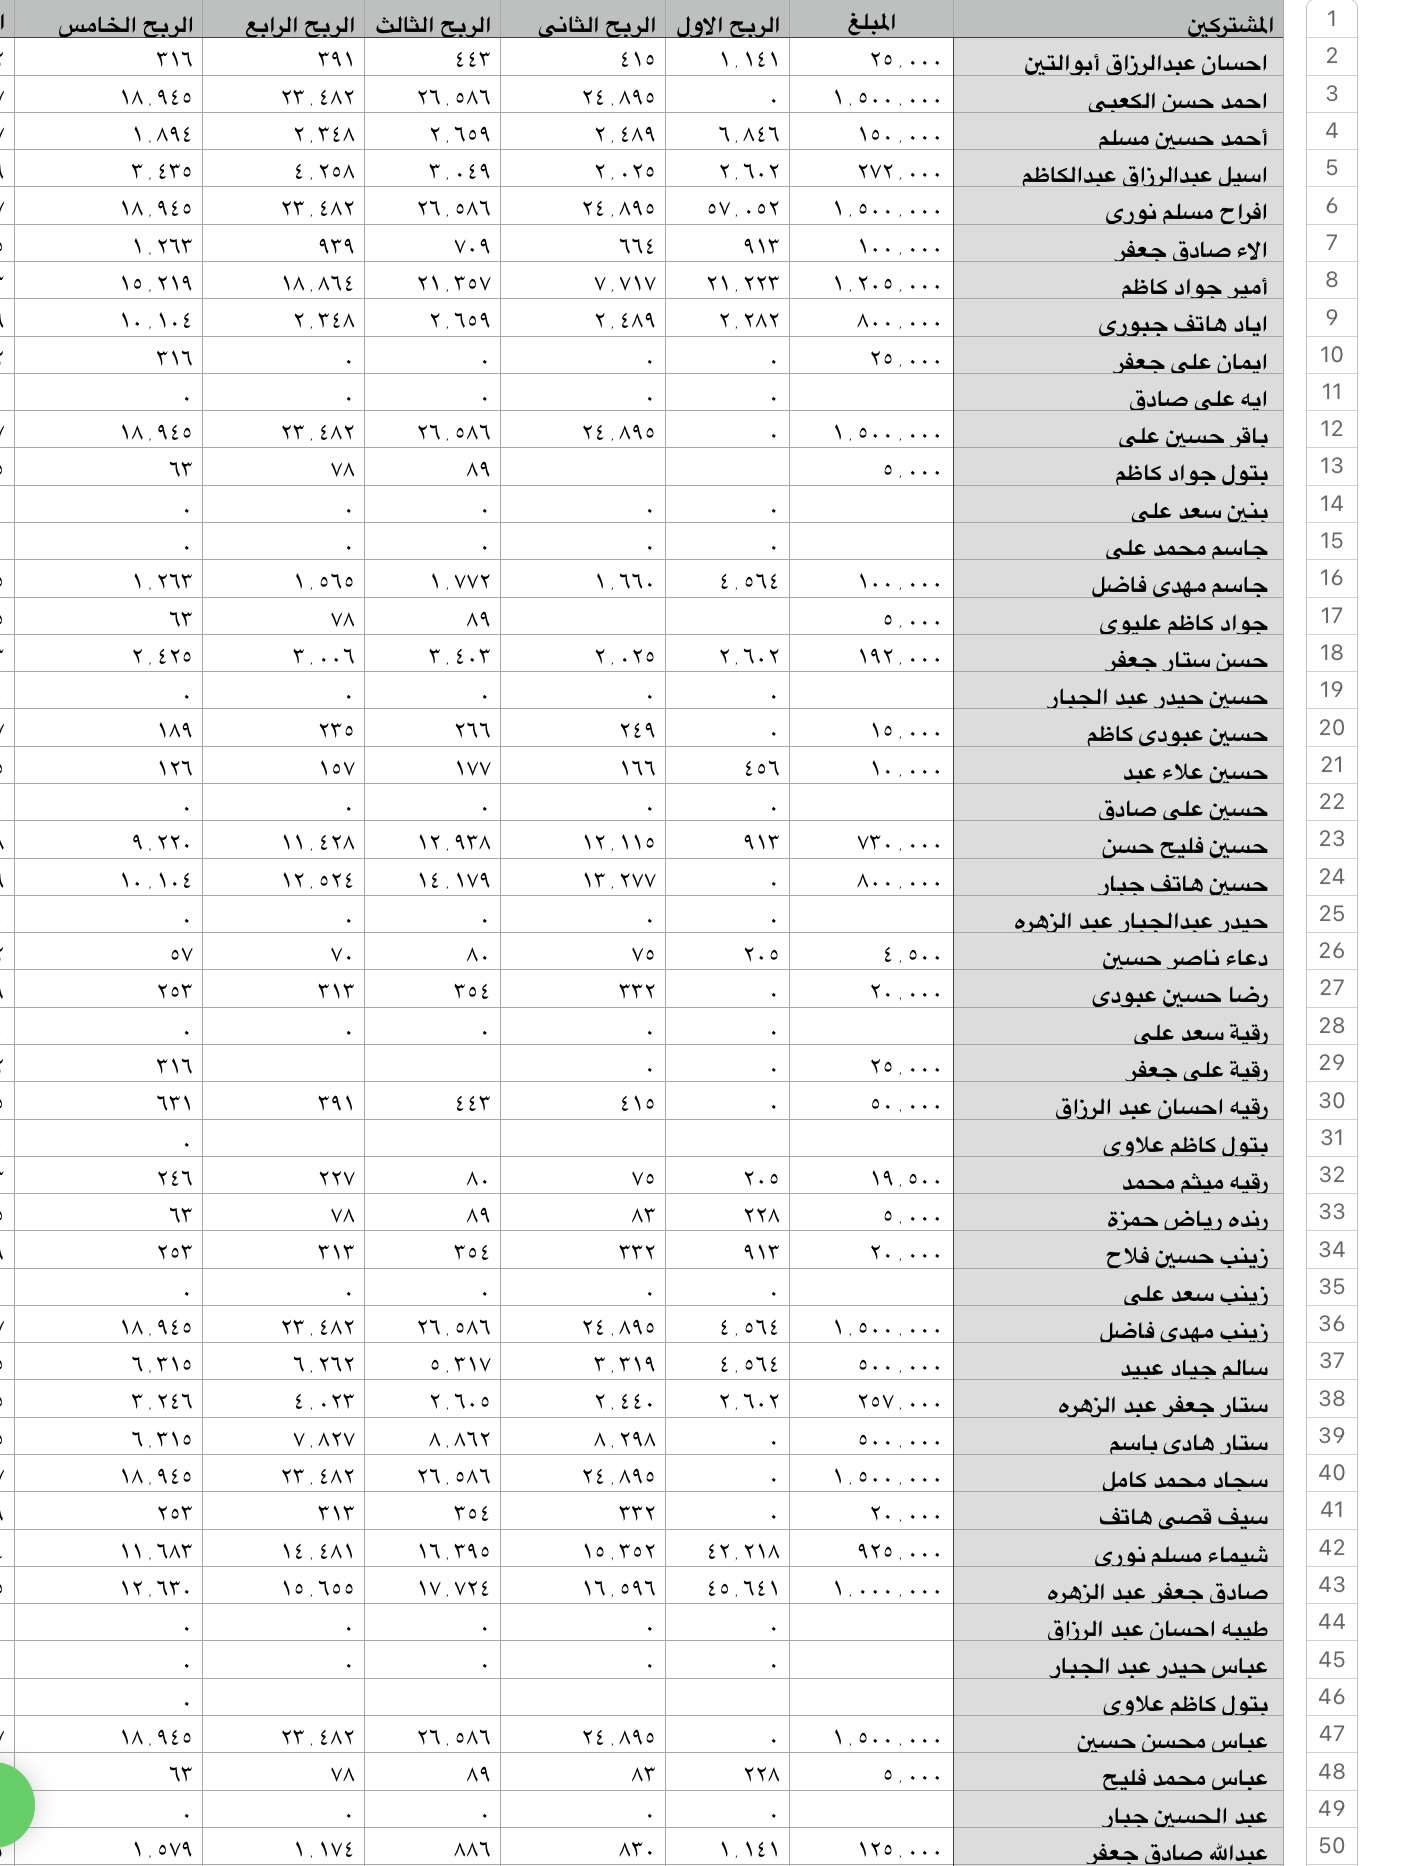 1 المشتركين المبلغ الربح الاول الربح الثاني الربح الثالث الربح الرابع الربح الخامس
2 احسان عبدالرزاق أبوالتين ٢٥,٠٠٠ ١,١٤١ ٤١٥ ٤٤٣ ٣٩١ ٣١٦
3 احمد حسن الكعبي ١,٥٠٠,٠٠٠ ٠ ٢٤,٨٩٥ ٢٦,٥٨٦ ٢٣,٤٨٢ ١٨,٩٤٥
4 أحمد حسين مسلم ١٥٠,٠٠٠ ٦,٨٤٦ ٢,٤٨٩ ٢,٦٥٩ ٢,٣٤٨ ١,٨٩٤
5 اسيل عبدالرزاق عبدالكاظم ٢٧٢,٠٠٠ ٢,٦٠٢ ٢,٠٢٥ ٣,٠٤٩ ٤,٢٥٨ ٣,٤٣٥
6 افراح مسلم نوري ١,٥٠٠,٠٠٠ ٥٧,٠٥٢ ٢٤,٨٩٥ ٢٦,٥٨٦ ٢٣,٤٨٢ ١٨,٩٤٥
7 الاء صادق جعفر ١٠٠,٠٠٠ ٩١٣ ٦٦٤ ٧٠٩ ٩٣٩ ١,٢٦٣
8 أمير جواد كاظم ١,٢٠٥,٠٠٠ ٢١,٢٢٣ ٧,٧١٧ ٢١,٣٥٧ ١٨,٨٦٤ ١٥,٢١٩
9 اياد هاتف جبوري ٨٠٠,٠٠٠ ٢,٢٨٢ ٢,٤٨٩ ٢,٦٥٩ ٢,٣٤٨ ١٠,١٠٤
10 ايمان علي جعفر ٢٥,٠٠٠ ٠ ٠ ٠ ٠ ٣١٦
11 ايه علي صادق ٠ ٠ ٠ ٠ ٠
12 باقر حسين علي ١,٥٠٠,٠٠٠ ٠ ٢٤,٨٩٥ ٢٦,٥٨٦ ٢٣,٤٨٢ ١٨,٩٤٥
13 بتول جواد كاظم ٥,٠٠٠ ٨٩ ٧٨ ٦٣
14 بنين سعد علي ٠ ٠ ٠ ٠ ٠
15 جاسم محمد علي ٠ ٠ ٠ ٠ ٠
16 جاسم مهدي فاضل ١٠٠,٠٠٠ ٤,٥٦٤ ١,٦٦٠ ١,٧٧٢ ١,٥٦٥ ١,٢٦٣
17 جواد كاظم عليوي ٥,٠٠٠ ٨٩ ٧٨ ٦٣
18 حسن ستار جعفر ١٩٢,٠٠٠ ٢,٦٠٢ ٢,٠٢٥ ٣,٤٠٣ ٣,٠٠٦ ٢,٤٢٥
19 حسين حيدر عبد الجبار ٠ ٠ ٠ ٠ ٠
20 حسين عبودي كاظم ١٥,٠٠٠ ٠ ٢٤٩ ٢٦٦ ٢٣٥ ١٨٩
21 حسين علاء عبد ١٠,٠٠٠ ٤٥٦ ١٦٦ ١٧٧ ١٥٧ ١٢٦
22 حسين علي صادق ٠ ٠ ٠ ٠ ٠
23 حسين فليح حسن ٧٣٠,٠٠٠ ٩١٣ ١٢,١١٥ ١٢,٩٣٨ ١١,٤٢٨ ٩,٢٢٠
24 حسين هاتف جبار ٨٠٠,٠٠٠ ٠ ١٣,٢٧٧ ١٤,١٧٩ ١٢,٥٢٤ ١٠,١٠٤
25 حيدر عبدالجبار عبد الزهره ٠ ٠ ٠ ٠ ٠
26 دعاء ناصر حسين ٤,٥٠٠ ٢٠٥ ٧٥ ٨٠ ٧٠ ٥٧
27 رضا حسين عبودي ٢٠,٠٠٠ ٠ ٣٣٢ ٣٥٤ ٣١٣ ٢٥٣
28 رقية سعد علي ٠ ٠ ٠ ٠ ٠
29 رقية علي جعفر ٢٥,٠٠٠ ٠ ٠ ٣١٦
30 رقيه احسان عبد الرزاق ٥٠,٠٠٠ ٠ ٤١٥ ٤٤٣ ٣٩١ ٦٣١
31 بتول كاظم علاوي ٠
32 رقيه ميثم محمد ١٩,٥٠٠ ٢٠٥ ٧٥ ٨٠ ٢٢٧ ٢٤٦
33 رنده رياض حمزة ٥,٠٠٠ ٢٢٨ ٨٣ ٨٩ ٧٨ ٦٣
34 زينب حسين فلاح ٢٠,٠٠٠ ٩١٣ ٣٣٢ ٣٥٤ ٣١٣ ٢٥٣
35 زينب سعد علي ٠ ٠ ٠ ٠ ٠
36 زينب مهدي فاضل ١,٥٠٠,٠٠٠ ٤,٥٦٤ ٢٤,٨٩٥ ٢٦,٥٨٦ ٢٣,٤٨٢ ١٨,٩٤٥
37 سالم جياد عبيد ٥٠٠,٠٠٠ ٤,٥٦٤ ٣,٣١٩ ٥,٣١٧ ٦,٢٦٢ ٦,٣١٥
38 ستار جعفر عبد الزهره ٢٥٧,٠٠٠ ٢,٦٠٢ ٢,٤٤٠ ٢,٦٠٥ ٤,٠٢٣ ٣,٢٤٦
39 ستار هادي باسم ٥٠٠,٠٠٠ ٠ ٨,٢٩٨ ٨,٨٦٢ ٧,٨٢٧ ٦,٣١٥
40 سجاد محمد كامل ١,٥٠٠,٠٠٠ ٠ ٢٤,٨٩٥ ٢٦,٥٨٦ ٢٣,٤٨٢ ١٨,٩٤٥
41 سيف قصي هاتف ٢٠,٠٠٠ ٠ ٣٣٢ ٣٥٤ ٣١٣ ٢٥٣
42 شيماء مسلم نوري ٩٢٥,٠٠٠ ٤٢,٢١٨ ١٥,٣٥٢ ١٦,٣٩٥ ١٤,٤٨١ ١١,٦٨٣
43 صادق جعفر عبد الزهره ١,٠٠٠,٠٠٠ ٤٥,٦٤١ ١٦,٥٩٦ ١٧,٧٢٤ ١٥,٦٥٥ ١٢,٦٣٠
44 طيبه احسان عبد الرزاق ٠ ٠ ٠ ٠ ٠
45 عباس حيدر عبد الجبار ٠ ٠ ٠ ٠ ٠
46 بتول كاظم علاوي ٠
47 عباس محسن حسين ١,٥٠٠,٠٠٠ ٠ ٢٤,٨٩٥ ٢٦,٥٨٦ ٢٣,٤٨٢ ١٨,٩٤٥
48 عباس محمد فليح ٥,٠٠٠ ٢٢٨ ٨٣ ٨٩ ٧٨ ٦٣
49 عبد الحسين جبار ٠ ٠ ٠ ٠ ٠
50 عبدالله صادق جعفر ١٢٥,٠٠٠ ١,١٤١ ٨٣٠ ٨٨٦ ١,١٧٤ ١,٥٧٩